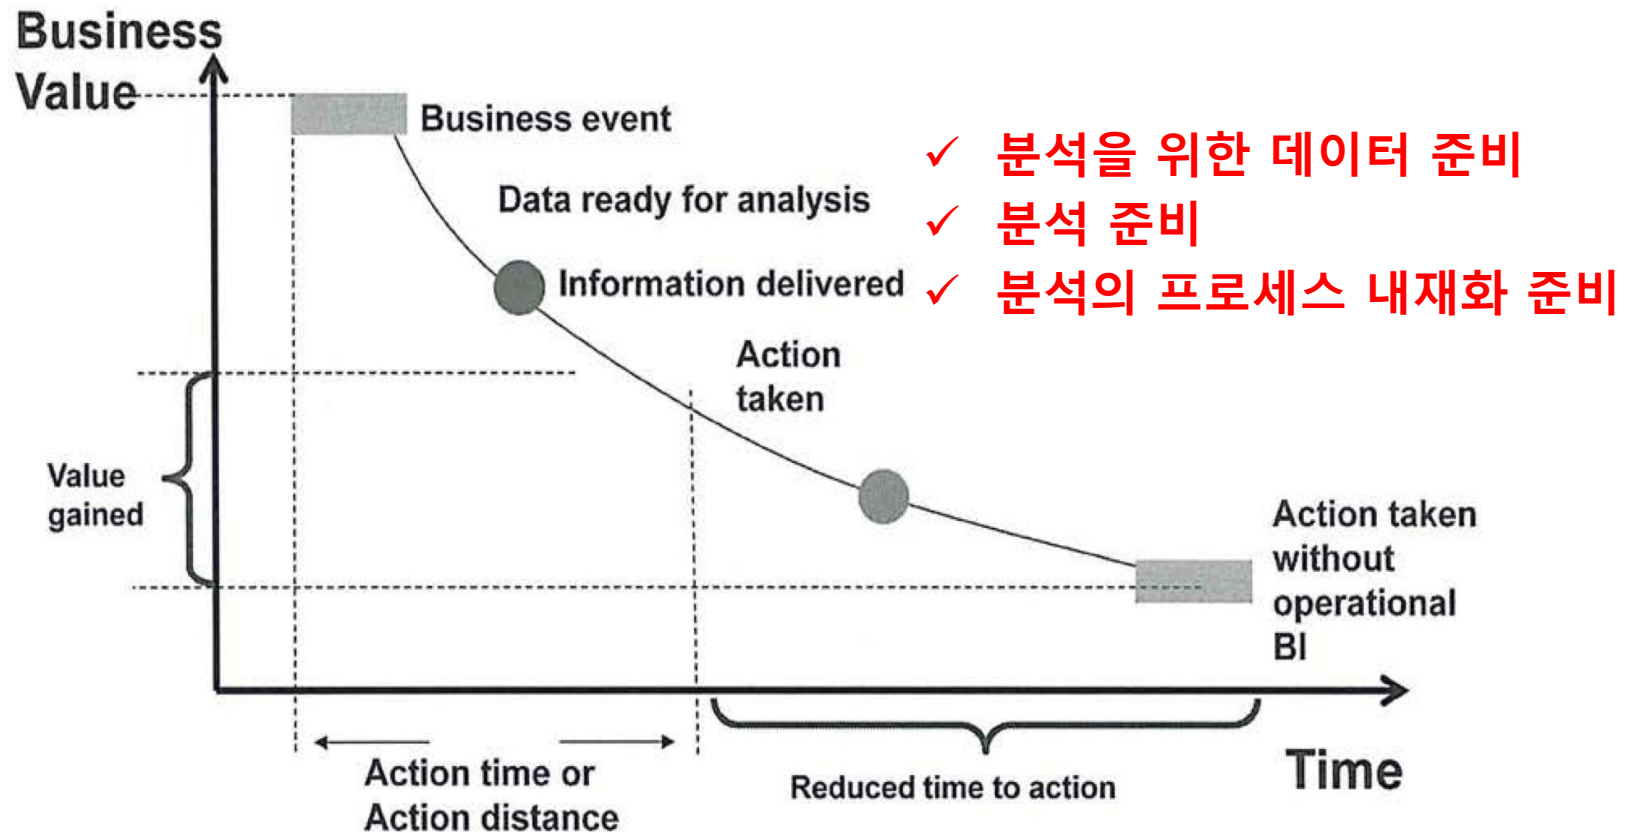 Business
Value
Business event
Data ready for analysis
Information delivered
✓ 분석을 위한 데이터 준비
✓ 분석 준비
✓ 분석의 프로세스 내재화 준비
Action
taken
Value
gained
Action taken
without
operational
BI
Action time or
Action distance
Reduced time to action
Time